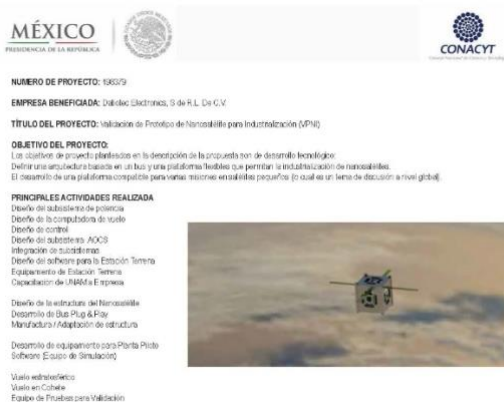 MÉXICO
PRESIDENCIA DE LA REPÚBLICA
CONACYT
NUMERO DE PROYECTO:
EMPRESA BENEFICIADA: Electronics, S de R.L. De C.V.
TÍTULO DEL PROYECTO: Validación de Prototipo de Nanosatélite para Industrialización (VPNI)
OBJETIVO DEL PROYECTO:
Los objetivos de proyecto planteados en la descripción de la propuesta son de desarrollo tecnológico:
Definir una arquitectura basada en un bus y una plataforma flexibles que permitan la industrialización de nanosatélites.
El desarrollo de una plataforma compatible para varias misiones en satélites pequeños (lo cual es un tema de discusión a nivel global).
PRINCIPALES ACTIVIDADES REALIZADA
Diseño del subsistema de potencia
Diseño de la computadora de vuelo
Diseño de control
Diseño del subsistema AOCS
Integración de subsistemas
Diseño del software para la Estación Terrena
Equipamiento de Estación Terrena
Capacitación de UNAM a Empresa
Diseño de la estructura del Nanosatélite
Desarrollo de Bus Plug & Play
Manufactura / Adaptación de estructura
Desarrollo de equipamiento para Planta Piloto
Software (Equipo de Simulación)
Vuelo estratosférico
Vuelo en Cohete
Equipo de Pruebas para Validación